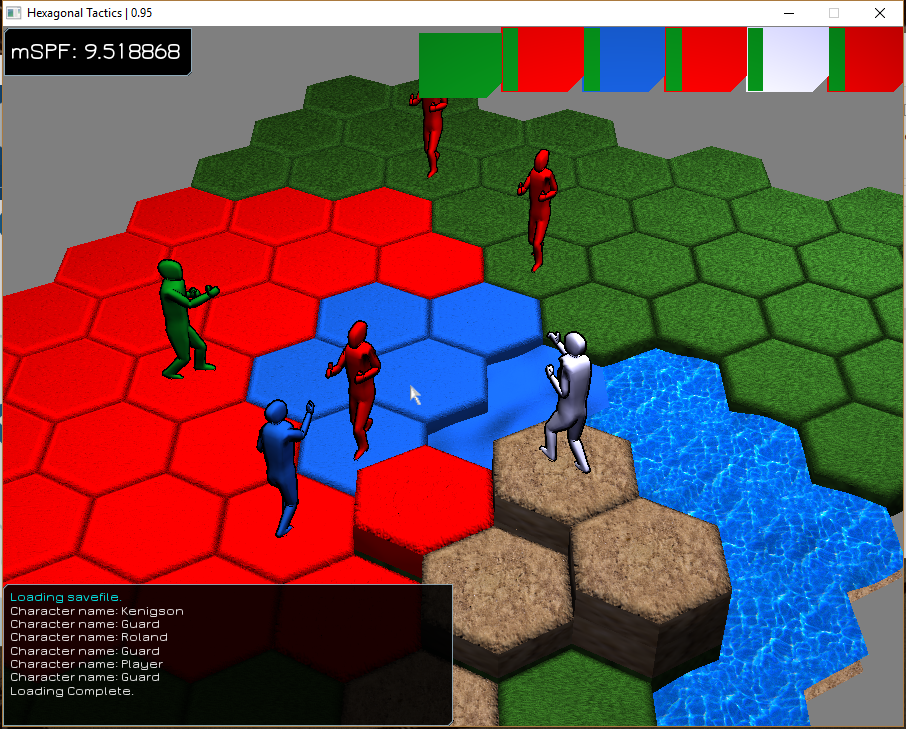 Hexagonal Tactics | 0.95
mSPF: 9.518868
Loading savefile.
Character name: Kenigson
Character name: Guard
Character name: Roland
Character name: Guard
Character name: Player
Character name: Guard
Loading Complete.